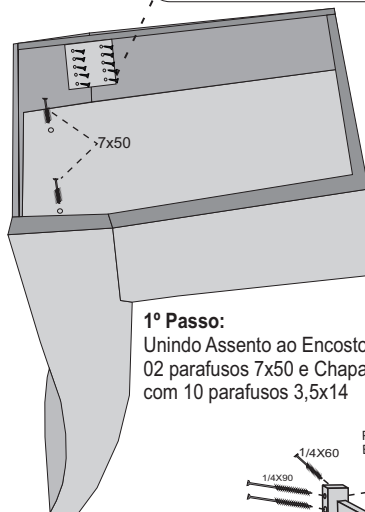 7x50
1º Passo:
Unindo Assento ao Encosto
02 parafusos 7x50 e Chapa
com 10 parafusos 3,5x14
1/4X60
1/4X90